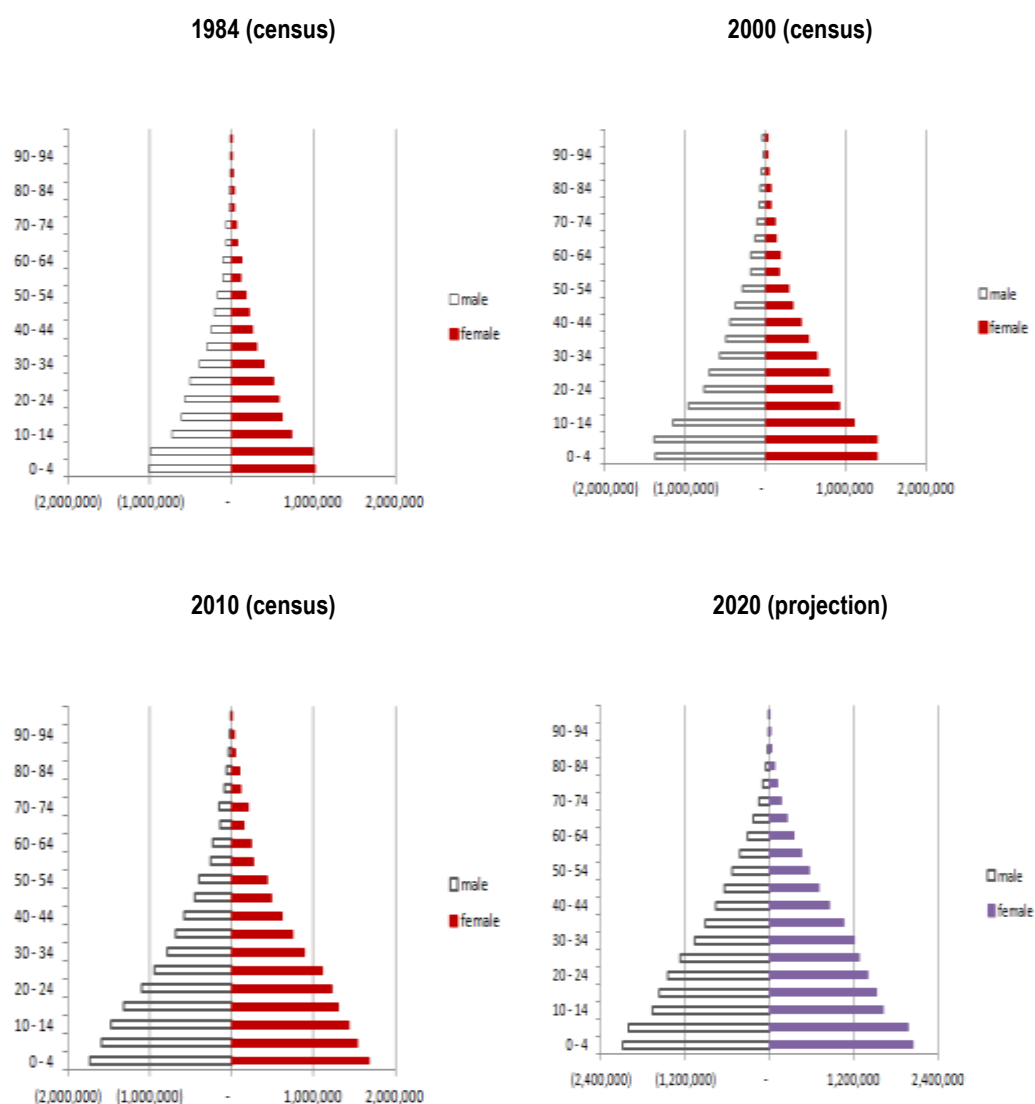 1984 (census)
90 - 94
80 - 84
70 - 74
60 - 64
50 - 54
40 - 44
30 - 34
20 - 24
10 - 14
0 - 4
(2,000,000) (1,000,000) - 1,000,000 2,000,000
male
female
2000 (census)
90 - 94
80 - 84
70 - 74
60 - 64
50 - 54
40 - 44
30 - 34
20 - 24
10 - 14
0 - 4
(2,000,000) (1,000,000) - 1,000,000 2,000,000
male
female
2010 (census)
90 - 94
80 - 84
70 - 74
60 - 64
50 - 54
40 - 44
30 - 34
20 - 24
10 - 14
0 - 4
(2,000,000) (1,000,000) - 1,000,000 2,000,000
male
female
2020 (projection)
90 - 94
80 - 84
70 - 74
60 - 64
50 - 54
40 - 44
30 - 34
20 - 24
10 - 14
0 - 4
(2,400,000) (1,200,000) - 1,200,000 2,400,000
male
female